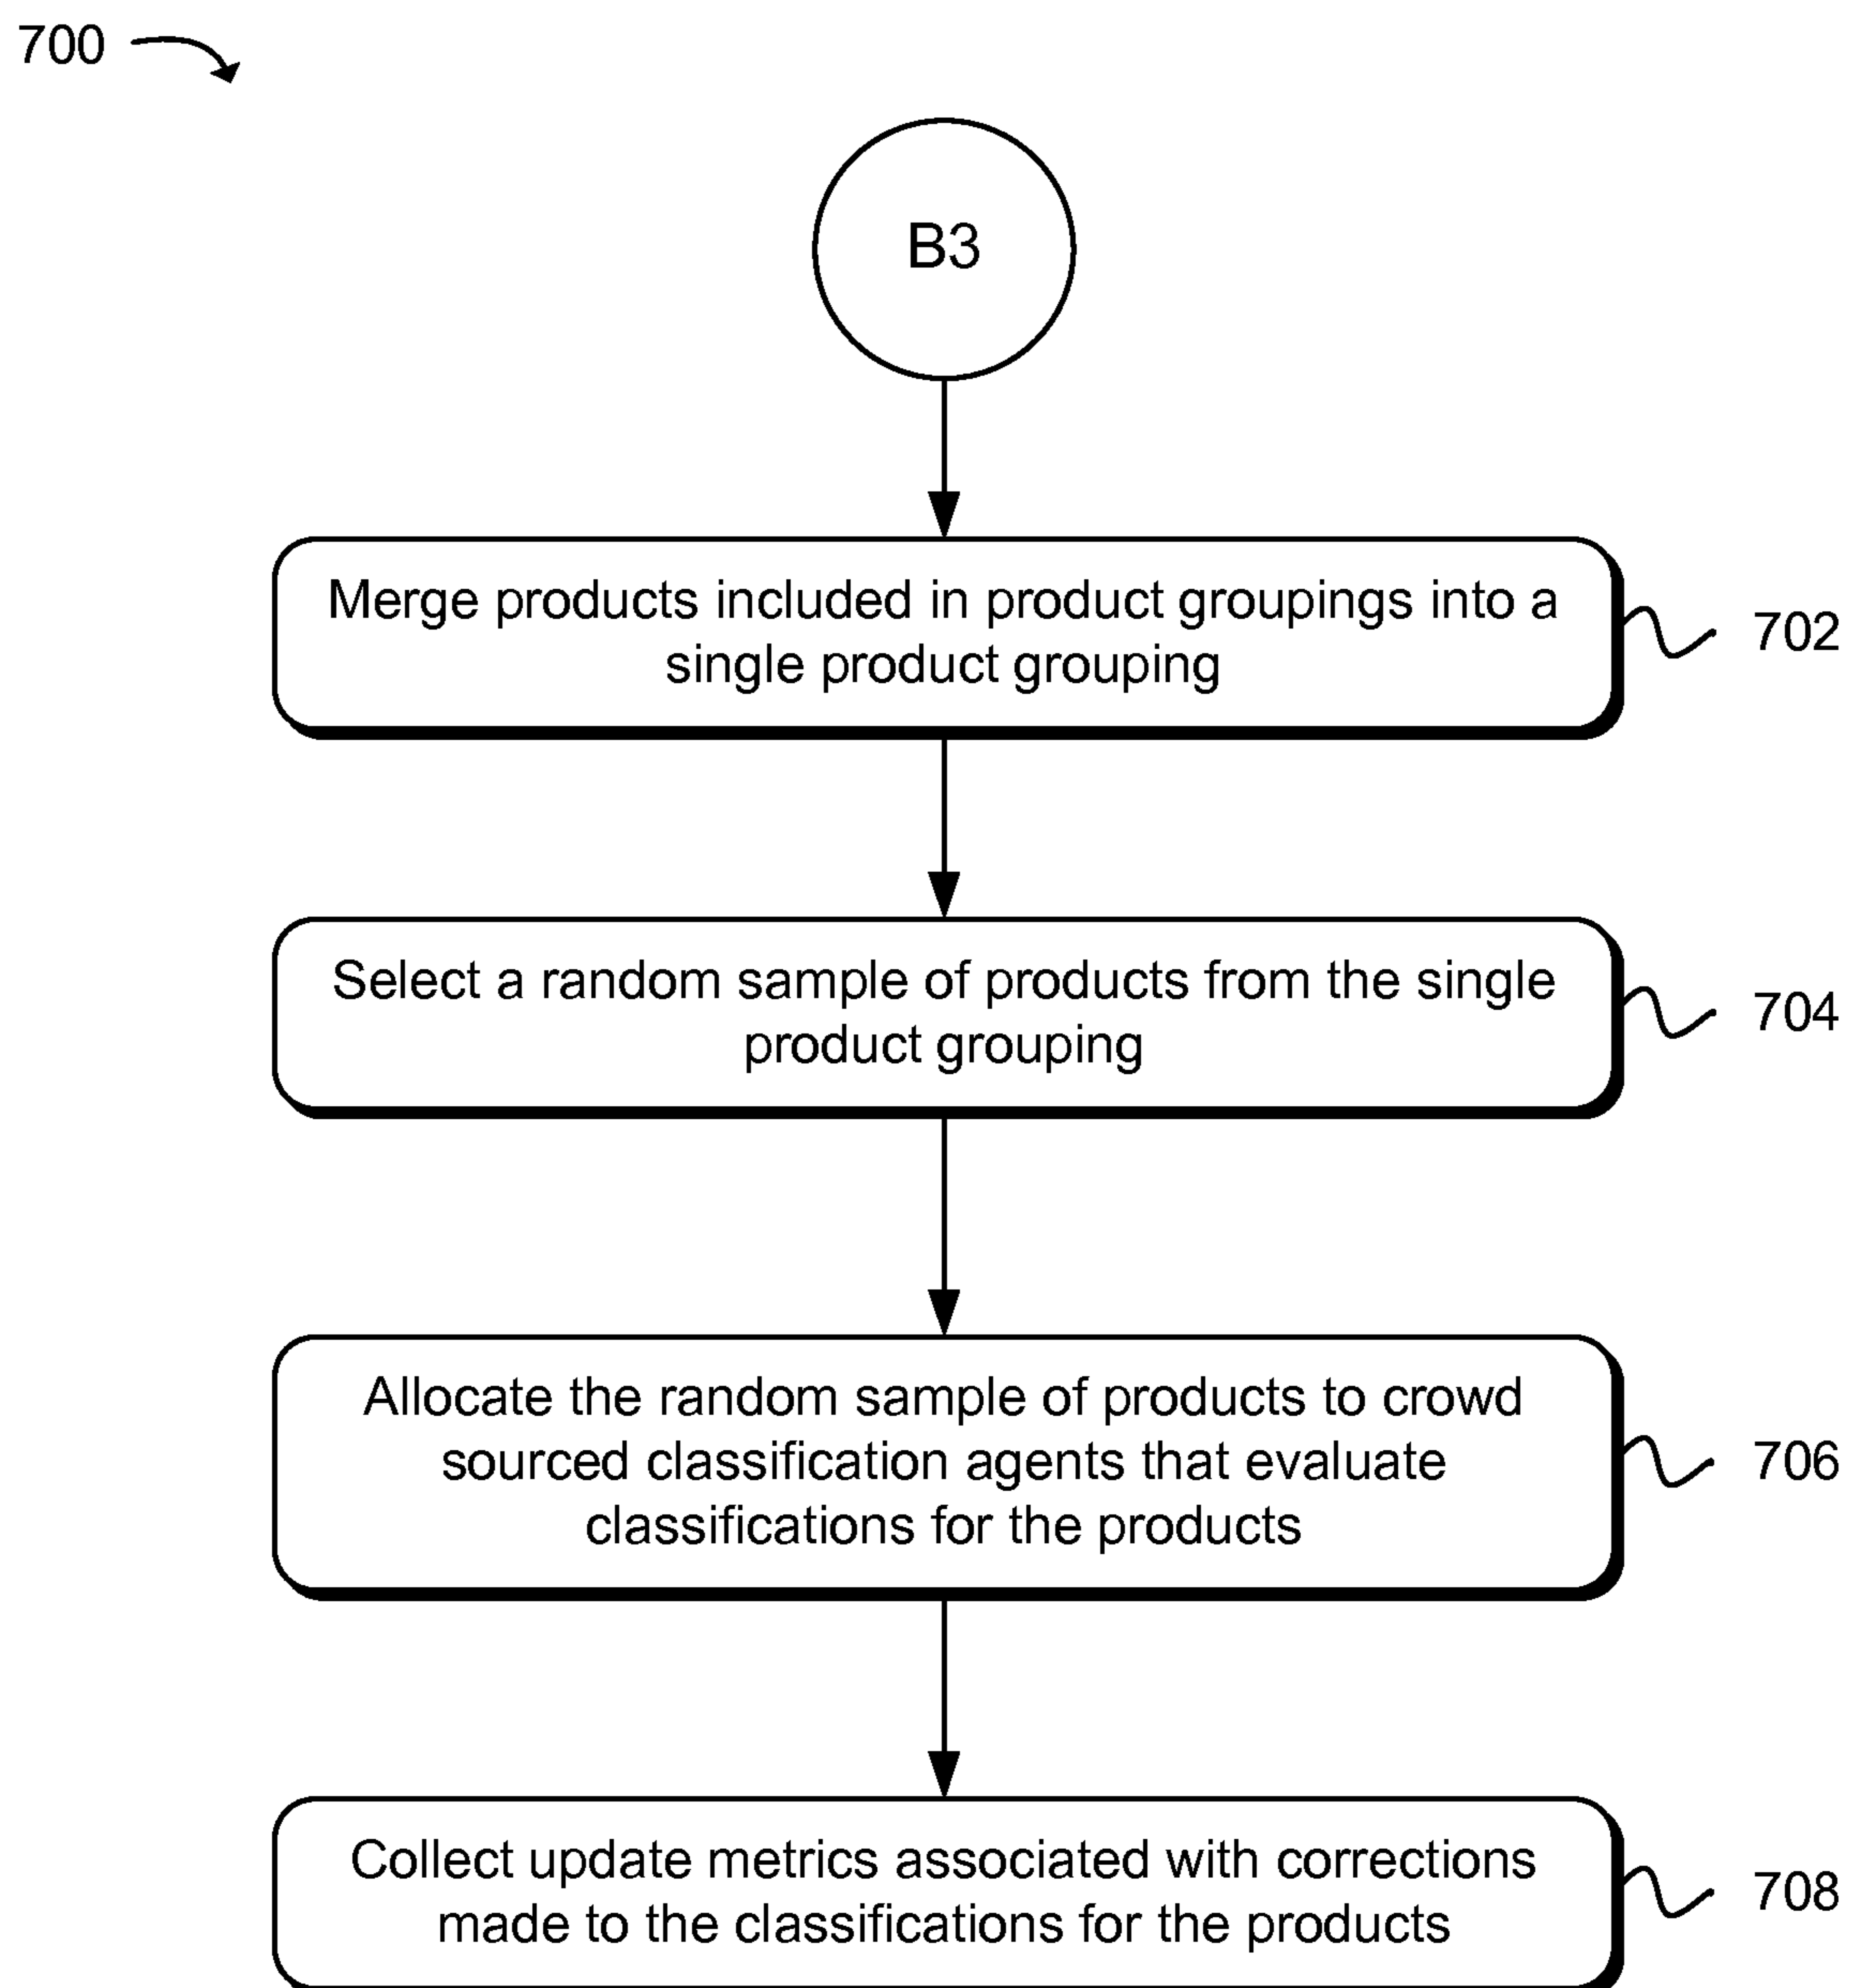 700
B3
Merge products included in product groupings into a
single product grouping
702
Select a random sample of products from the single
product grouping
704
Allocate the random sample of products to crowd
sourced classification agents that evaluate
classifications for the products
706
Collect update metrics associated with corrections
made to the classifications for the products
708